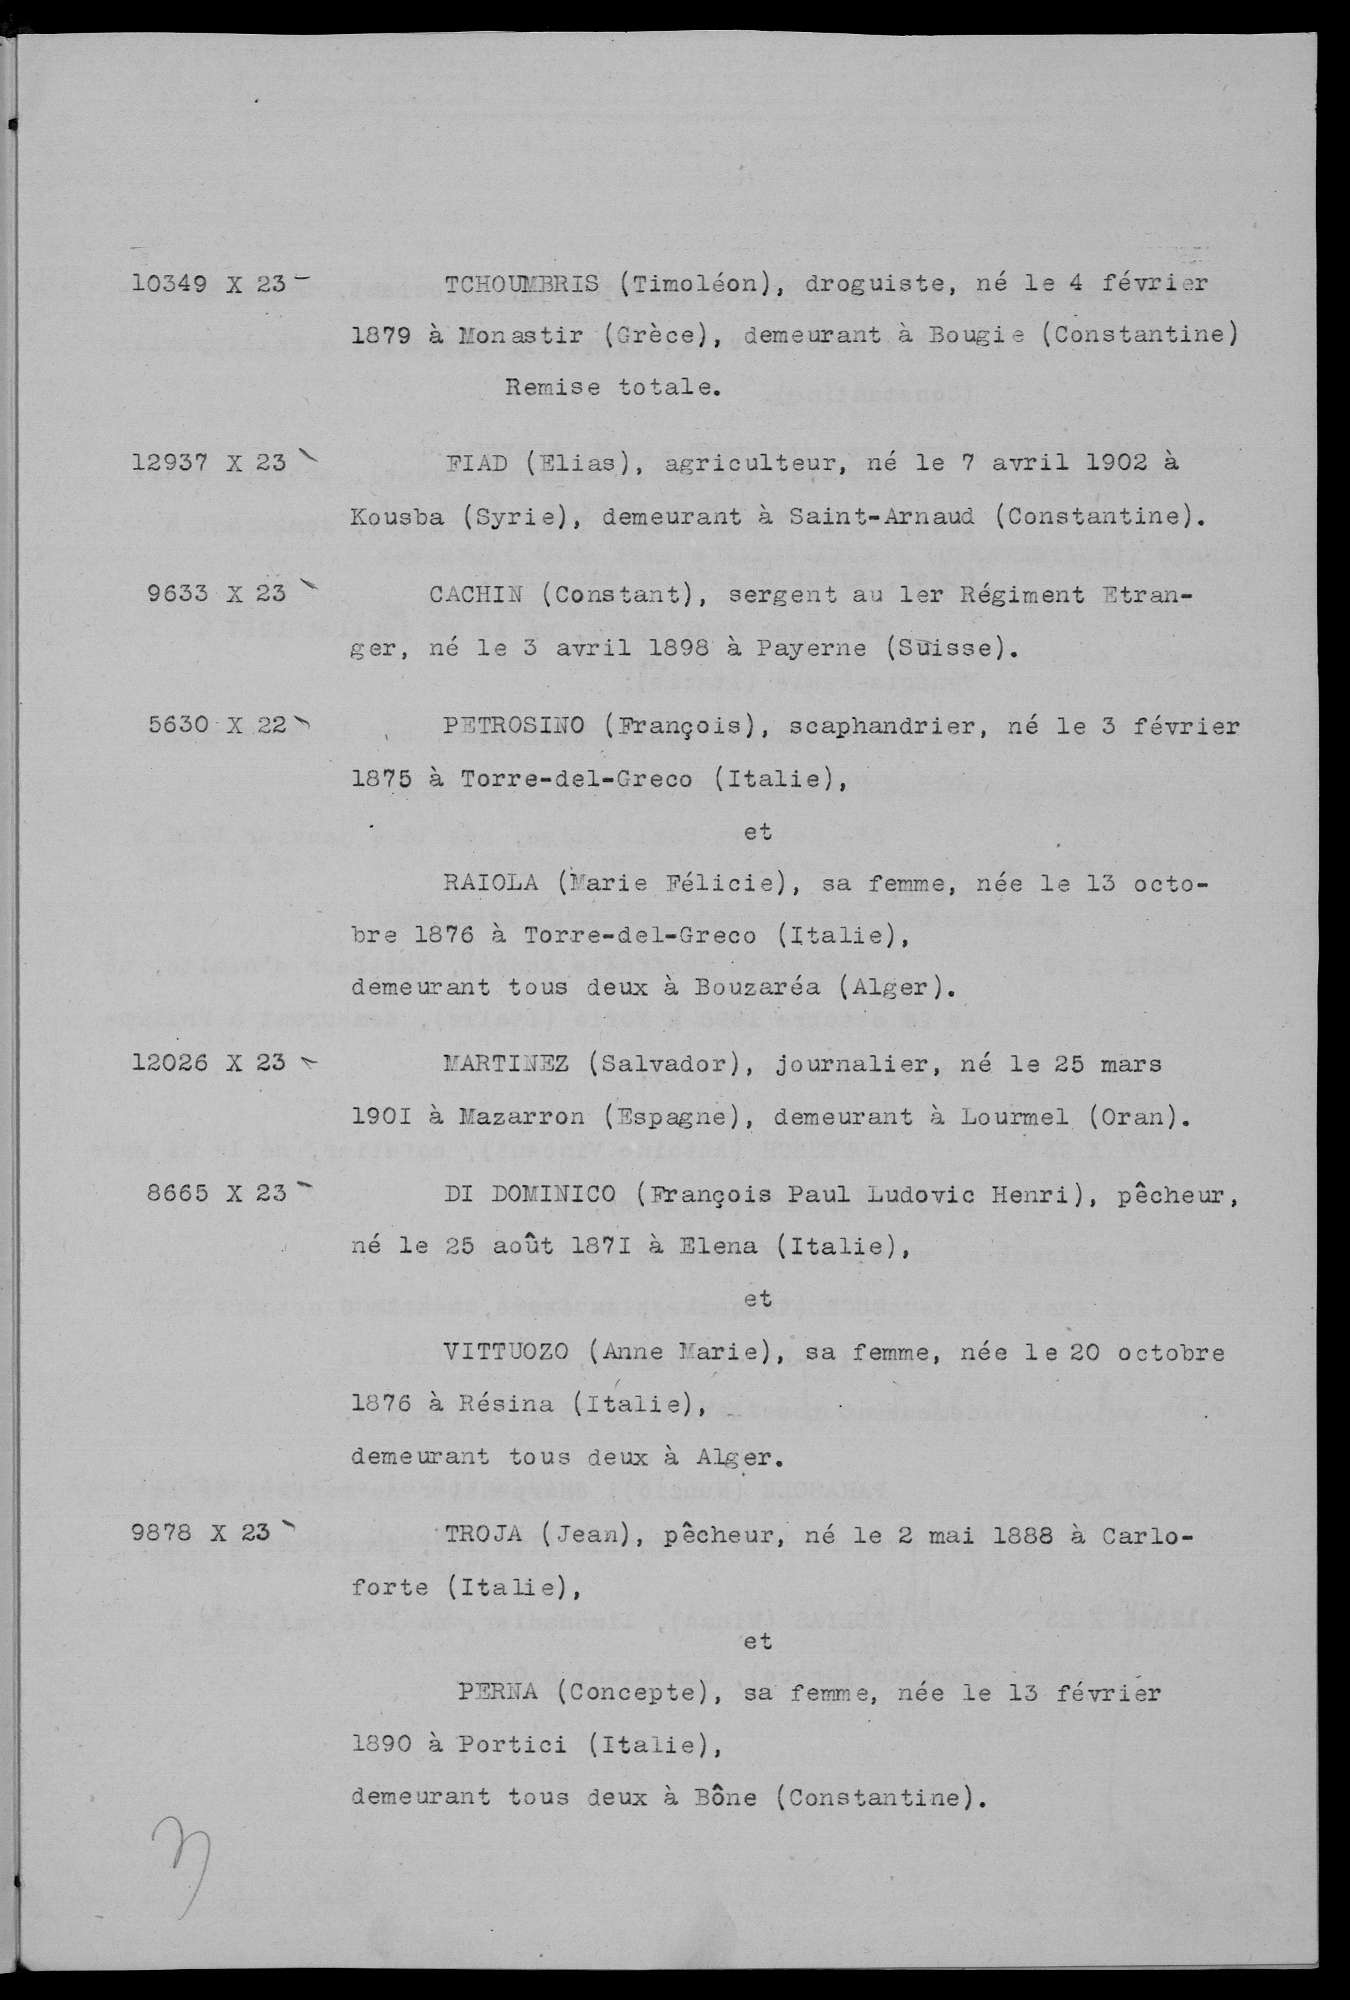 10349 X 23 TCHOUMBRIS (Timoléon), droguiste, né le 4 février
1879 à Monastir (Grèce), demeurant à Bougie (Constantine)
Remise totale.
12937 X 23 FIAD (Elias), agriculteur, né le 7 avril 1902 à
Kousba (Syrie), demeurant à Saint-Arnaud (Constantine).
9633 X 23 CACHIN (Constant), sergent au 1er Régiment Etran-
ger, né le 3 avril 1898 à Payerne (Suisse).
5630 X 22 PETROSINO (François), scaphandrier, né le 3 février
1875 à Torre-del-Greco (Italie),
et
RAIOLA (Marie Félicie), sa femme, née le 13 octo-
bre 1876 à Torre-del-Greco (Italie),
demeurant tous deux à Bouzaréa (Alger).
12026 X 23 MARTINEZ (Salvador), journalier, né le 25 mars
190I à Mazarron (Espagne), demeurant à Lourmel (Oran).
8665 X 23 DI DOMINICO (François Paul Ludovic Henri), pêcheur,
né le 25 août 187I à Elena (Italie),
et
VITTUOZO (Anne Marie), sa femme, née le 20 octobre
1876 à Résina (Italie),
demeurant tous deux à Alger.
9878 X 23 TROJA (Jean), pêcheur, né le 2 mai 1888 à Carlo-
forte (Italie),
et
PERNA (Concepte), sa femme, née le 13 février
1890 à Portici (Italie),
demeurant tous deux à Bône (Constantine).